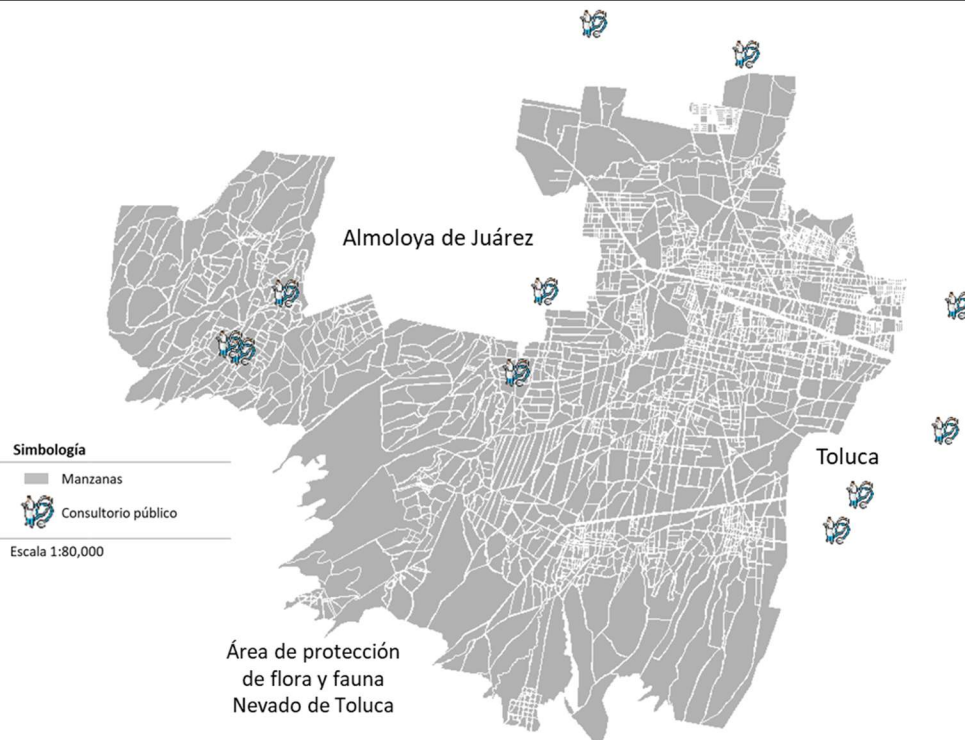 Almoloya de Juárez
Simbología
Manzanas
Consultorio público
Escala 1:80,000
Toluca
Área de protección
de flora y fauna
Nevado de Toluca